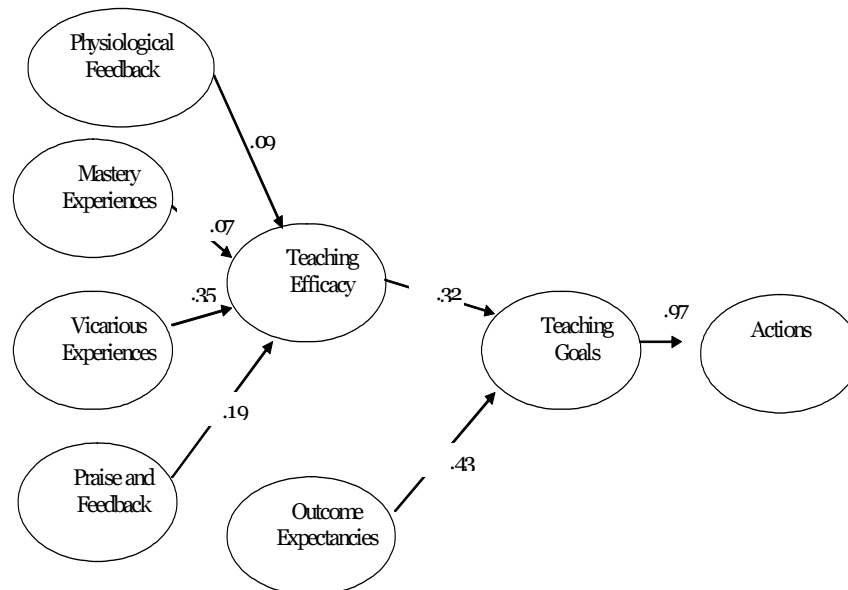 Physiological
Feedback
.09
Mastery
Experiences
.07
Teaching
Efficacy
.35
Vicarious
Experiences
.32
.97
Teaching
Goals
Actions
.19
Praise and
Feedback
.43
Outcome
Expectancies